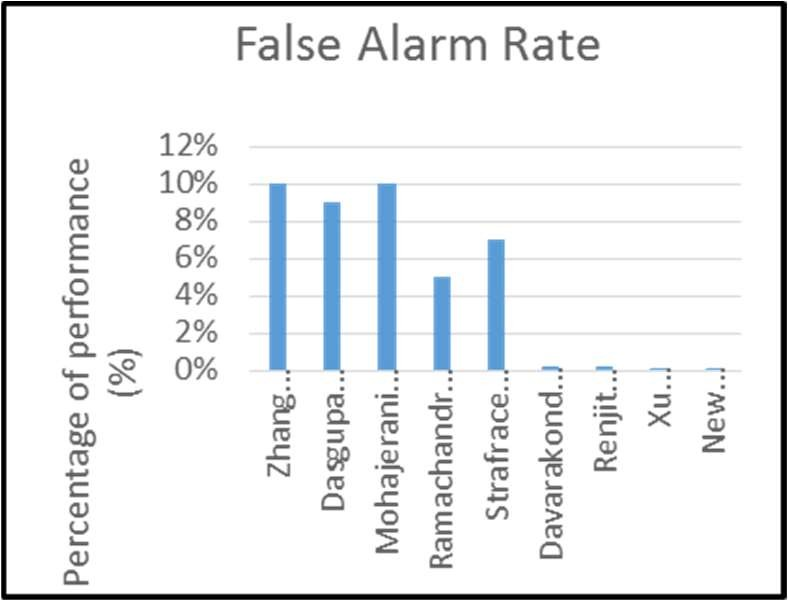 False Alarm Rate
Percentage of performance
(%)
12%
10%
8%
6%
4%
2%
0%
Zhang...
Dasgupa...
Mohajerani...
Ramachandr...
Strafrace...
Davarakond...
Renjit...
Xu...
New...